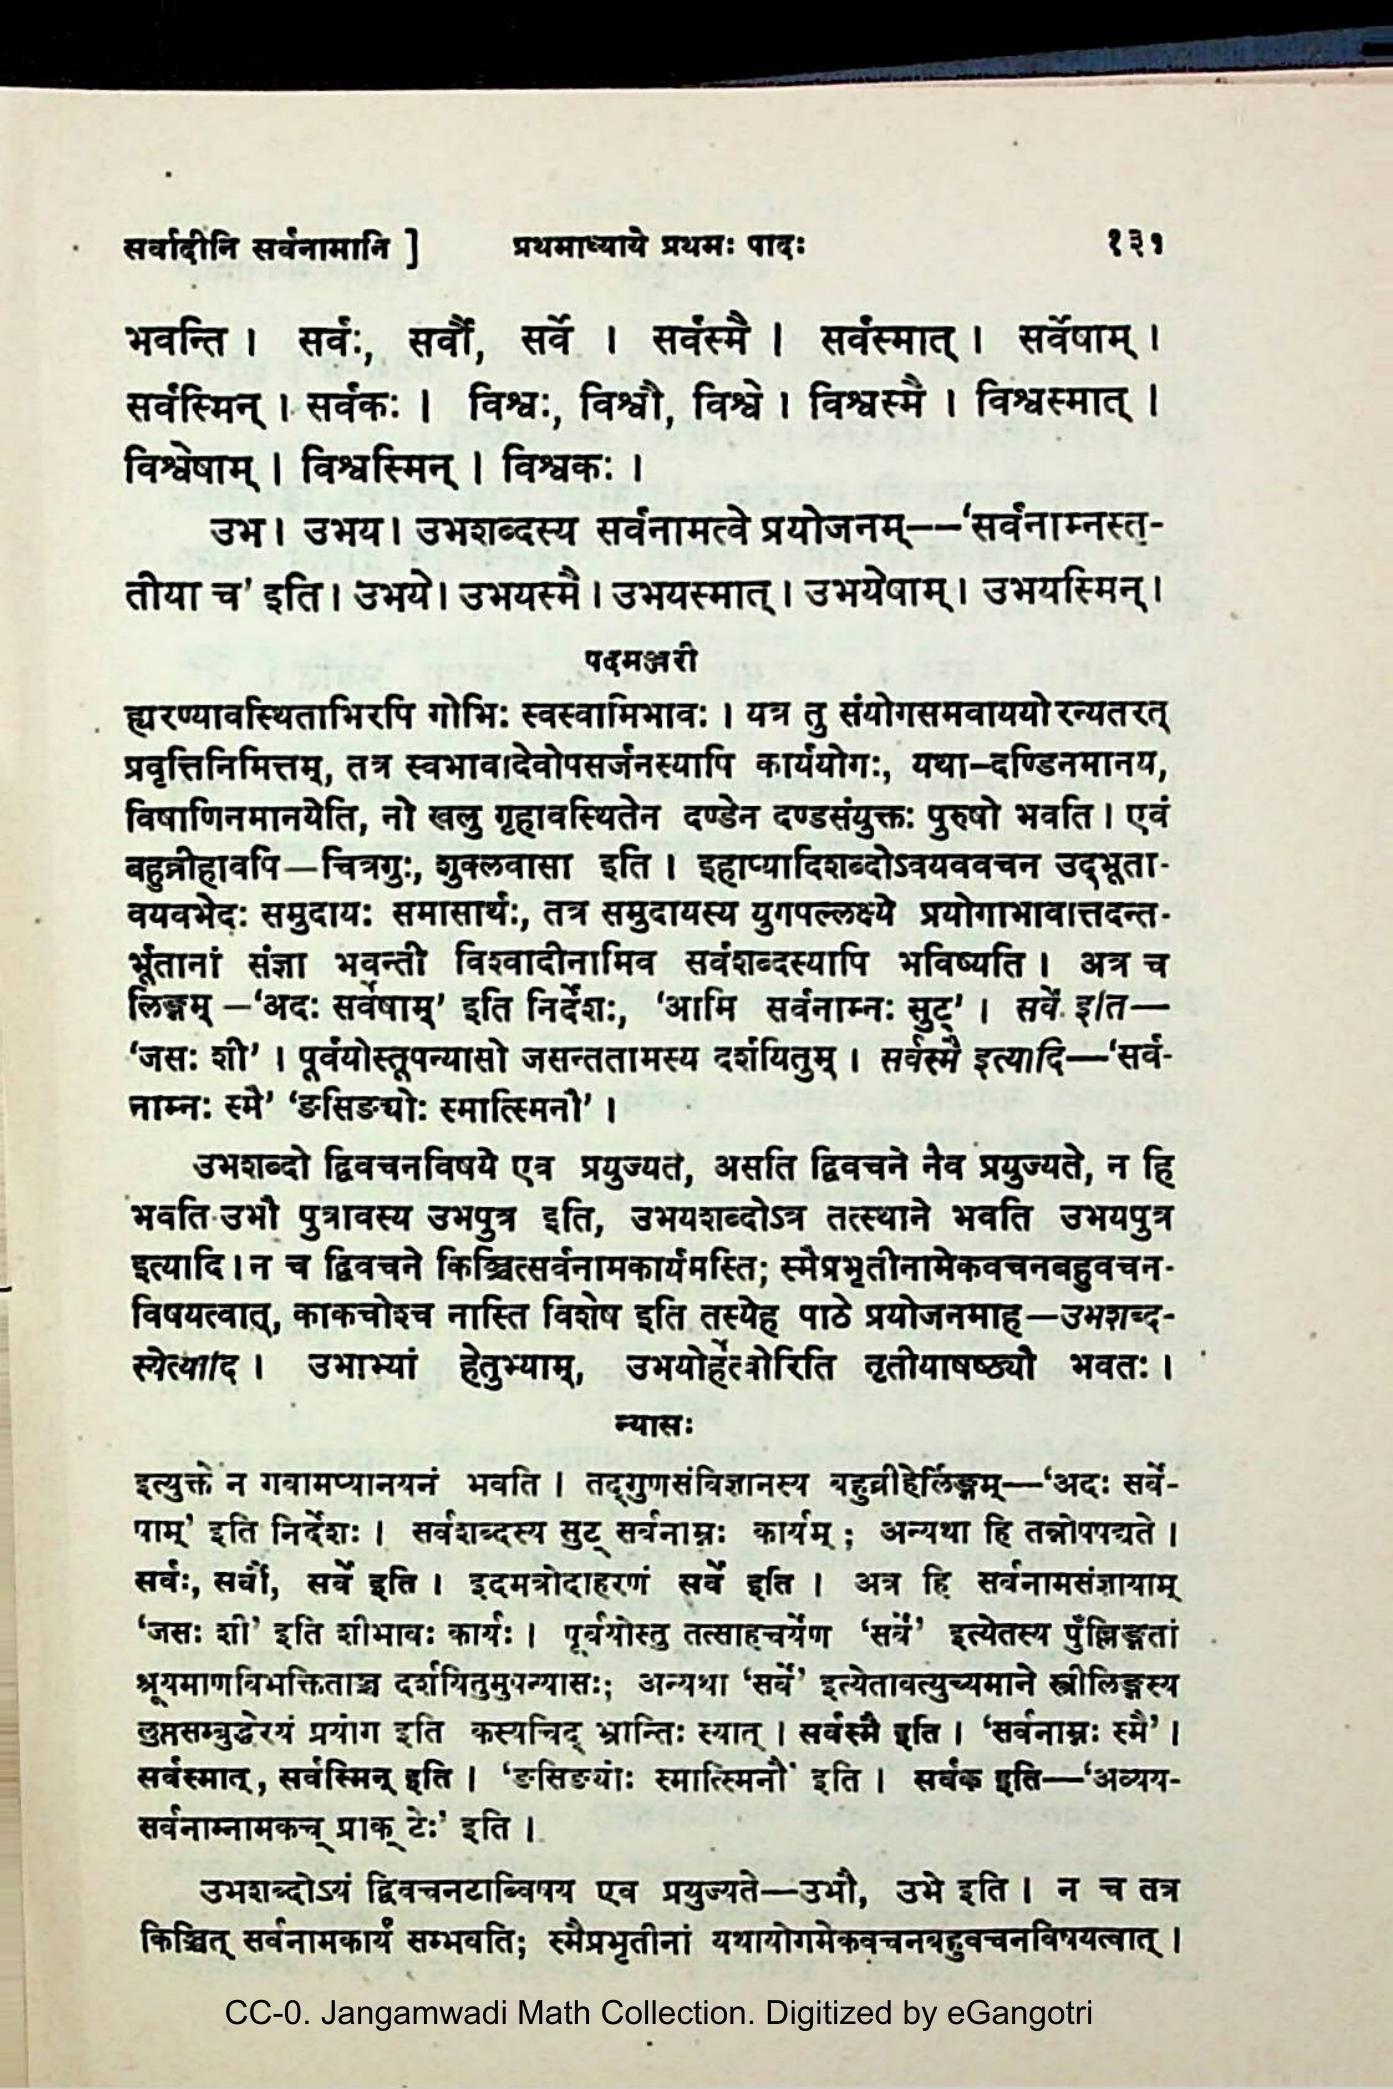 सर्वादीनि सर्वनामानि ] प्रथमाध्याये प्रथमः पादः १३१
भवन्ति । सर्वः, सर्वौ, सर्वे । सर्वस्मै । सर्वस्मात् । सर्वेषाम् ।
सर्वस्मिन् । सर्वकः । विश्वः, विश्वौ, विश्वे । विश्वस्मै । विश्वस्मात् ।
विश्वेषाम् । विश्वस्मिन् । विश्वकः ।
उभ । उभय । उभशब्दस्य सर्वनामत्वे प्रयोजनम्--‘सर्वनाम्नस्तृ-
तीया च’ इति । उभये । उभयस्मै । उभयस्मात् । उभयेषाम् । उभयस्मिन् ।
पदमञ्जरी
ह्यरण्यावस्थिताभिरपि गोभिः स्वस्वामिभावः । यत्र तु संयोगसमवाययोरन्यतरत्
प्रवृत्तिनिमित्तम्, तत्र स्वभावादेवोपसर्जनस्यापि कार्ययोगः, यथा—दण्डिनमानय,
विषाणिनमानयेति, नो खलु गृहावस्थितेन दण्डेन दण्डसंयुक्तः पुरुषो भवति । एवं
बहुव्रीहावपि—चित्रगुः, शुक्लवासा इति । इहाप्यादिशब्दोऽवयववचन उद्भूता-
वयवभेदः समुदायः समासार्थः, तत्र समुदायस्य युगपल्लक्ष्ये प्रयोगाभावात्तदन्त-
र्भूतानां संज्ञा भवन्ती विश्वादीनामिव सर्वशब्दस्यापि भविष्यति । अत्र च
लिङ्गम् —‘अदः सर्वेषाम्’ इति निर्देशः, ‘आमि सर्वनाम्नः सुट्’ । सर्वे इति—
‘जसः शी’ । पूर्वयोस्तूपन्यासो जसन्ततामस्य दर्शयितुम् । सर्वस्मै इत्यादि—‘सर्व-
नाम्नः स्मै’ ‘ङसिङ्योः स्मात्स्मिनौ’ ।
उभशब्दो द्विवचनविषये एव प्रयुज्यते, असति द्विवचने नैव प्रयुज्यते, न हि
भवति उभौ पुत्रावस्य उभपुत्र इति, उभयशब्दोऽत्र तत्स्थाने भवति उभयपुत्र
इत्यादि । न च द्विवचने किञ्चित्सर्वनामकार्यमस्ति; स्मैप्रभृतीनामेकवचनबहुवचन-
विषयत्वात्, काकचोश्च नास्ति विशेष इति तस्येह पाठे प्रयोजनमाह—उभशब्द-
स्येत्यादि । उभाभ्यां हेतुभ्याम्, उभयोर्हेत्वोरिति तृतीयाषष्ठ्यौ भवतः ।
न्यासः
इत्युक्ते न गवामप्यानयनं भवति । तद्गुणसंविज्ञानस्य बहुव्रीहेर्लिङ्गम्—‘अदः सर्वे-
षाम्’ इति निर्देशः । सर्वशब्दस्य सुट् सर्वनाम्नः कार्यम् ; अन्यथा हि तन्नोपपद्यते ।
सर्वः, सर्वौ, सर्वे इति । इदमत्रोदाहरणं सर्वे इति । अत्र हि सर्वनामसंज्ञायाम्
‘जसः शी’ इति शीभावः कार्यः । पूर्वयोस्तु तत्साहचर्येण ‘सर्वे’ इत्येतस्य पुँल्लिङ्गतां
श्रूयमाणविभक्तिताञ्च दर्शयितुमुपन्यासः; अन्यथा ‘सर्वे’ इत्येतावत्युच्यमाने स्त्रीलिङ्गस्य
लुप्तसम्बुद्धेरयं प्रयोग इति कस्यचिद् भ्रान्तिः स्यात् । सर्वस्मै इति । ‘सर्वनाम्नः स्मै’ ।
सर्वस्मात्, सर्वस्मिन् इति । ‘ङसिङ्योः स्मात्स्मिनौ’ इति । सर्वक इति—‘अव्यय-
सर्वनाम्नामकच् प्राक् टेः’ इति ।
उभशब्दोऽयं द्विवचनटाब्विषय एव प्रयुज्यते—उभौ, उभे इति । न च तत्र
किञ्चित् सर्वनामकार्यं सम्भवति; स्मैप्रभृतीनां यथायोगमेकवचनबहुवचनविषयत्वात् ।
CC-0. Jangamwadi Math Collection. Digitized by eGangotri